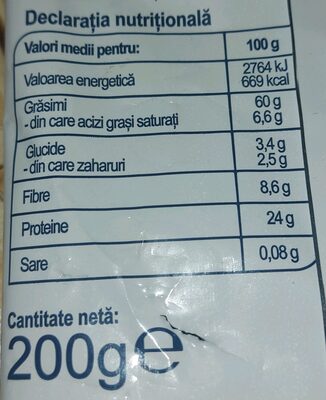 Declarația nutrițională
Valori medii pentru: 100 g
Valoarea energetică 2764 kJ
669 kcal
Grăsimi 60 g
-din care acizi grași saturați 6,6 g
Glucide 3,4 g
-din care zaharuri 2,5 g
Fibre 8,6 g
Proteine 24 g
Sare 0,08 g
Cantitate netă:
200g℮